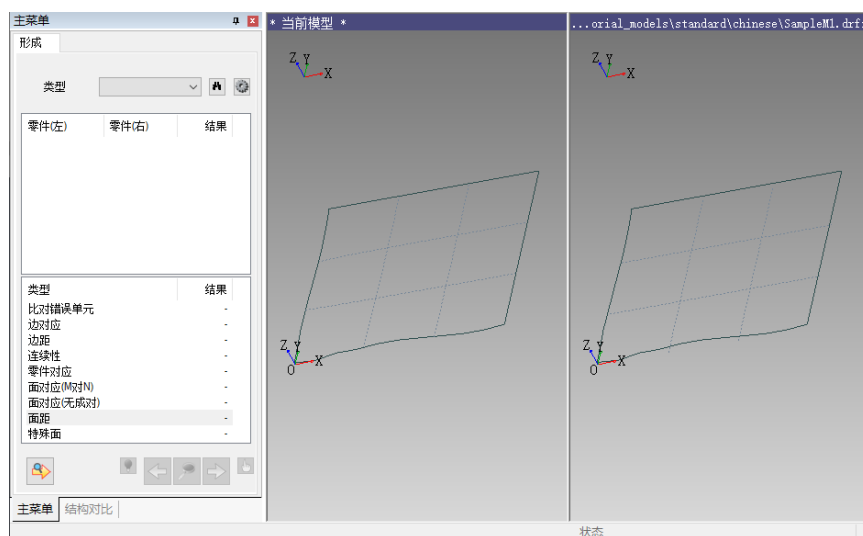 主菜单
形成
类型
零件(左) 零件(右) 结果
类型 结果
比对错误单元 -
边对应 -
边距 -
连续性 -
零件对应 -
面对应(M对N) -
面对应(无成对) -
面距 -
特殊面 -
主菜单 结构对比
* 当前模型 *
Z Y X
Z Y X O
...orial_models\standard\chinese\SampleM1.drf:
Z Y X
Z Y X O
状态